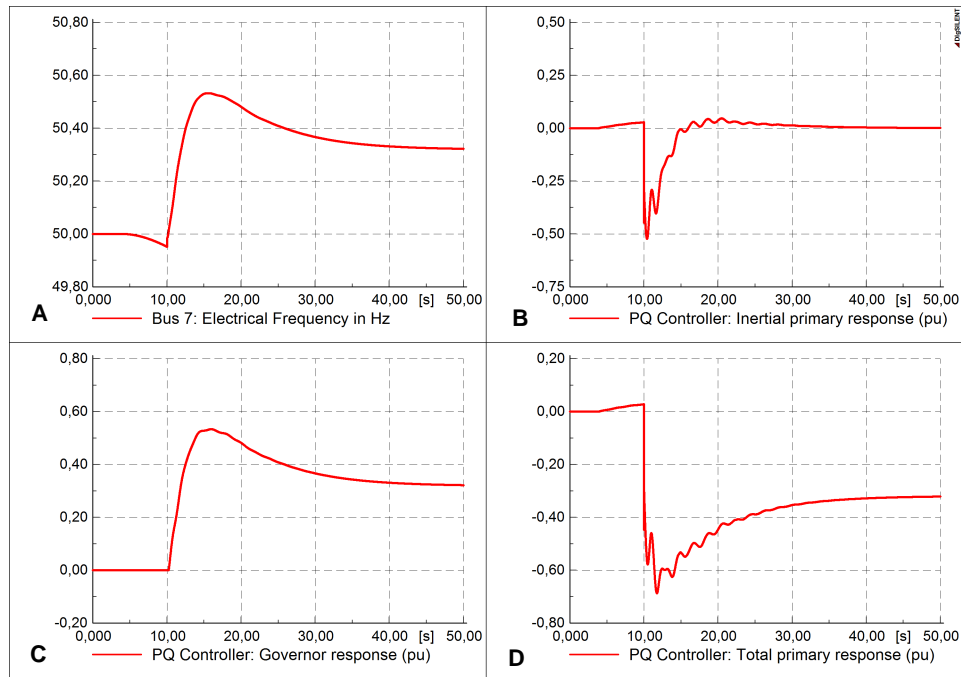 50,80
50,60
50,40
50,20
50,00
49,80
0,000 10,00 20,00 30,00 40,00 [s] 50,00
A
Bus 7: Electrical Frequency in Hz
0,50
0,25
0,00
-0,25
-0,50
-0,75
0,000 10,00 20,00 30,00 40,00 [s] 50,00
B
PQ Controller: Inertial primary response (pu)
DIgSILENT
0,80
0,60
0,40
0,20
0,00
-0,20
0,000 10,00 20,00 30,00 40,00 [s] 50,00
C
PQ Controller: Governor response (pu)
0,20
0,00
-0,20
-0,40
-0,60
-0,80
0,000 10,00 20,00 30,00 40,00 [s] 50,00
D
PQ Controller: Total primary response (pu)